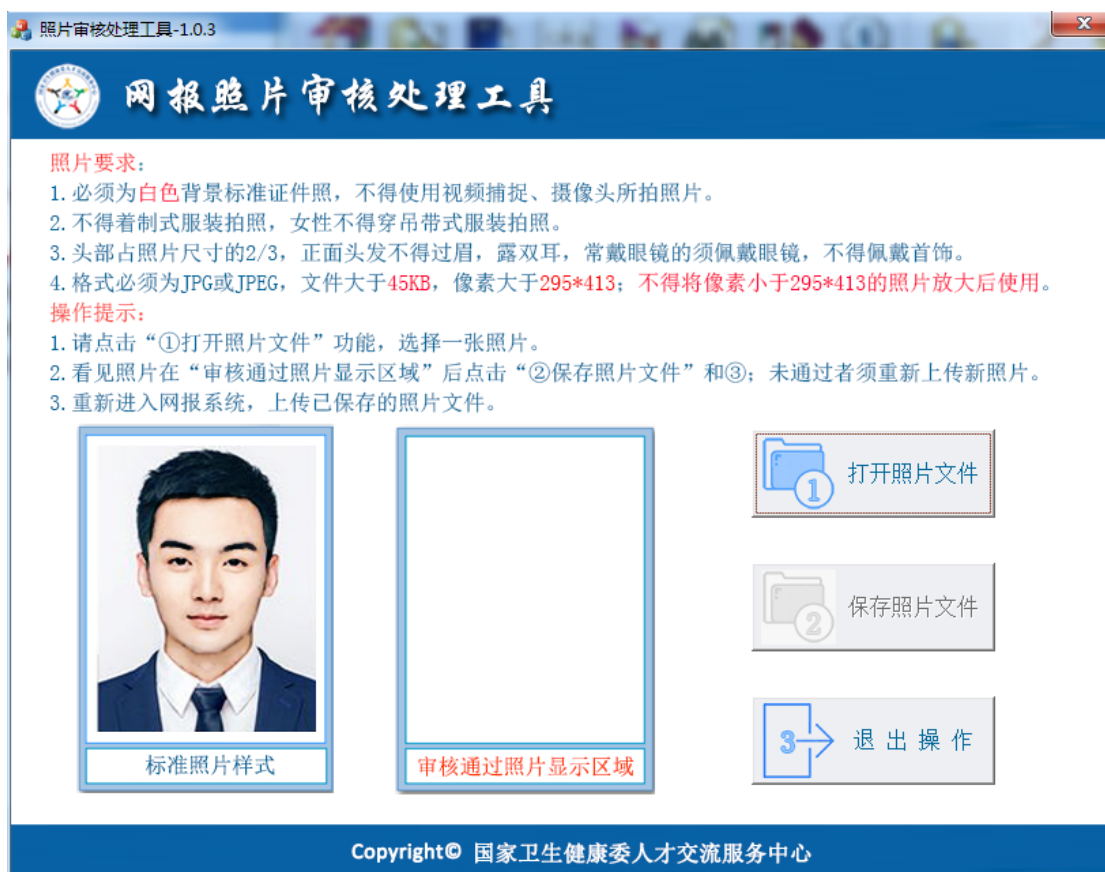 照片审核处理工具-1.0.3
网报照片审核处理工具
照片要求:
1.必须为白色背景标准证件照，不得使用视频捕捉、摄像头所拍照片。
2.不得着制式服装拍照，女性不得穿吊带式服装拍照。
3.头部占照片尺寸的2/3，正面头发不得过眉，露双耳，常戴眼镜的须佩戴眼镜，不得佩戴首饰。
4.格式必须为JPG或JPEG，文件大于45KB，像素大于295*413；不得将像素小于295*413的照片放大后使用。
操作提示:
1.请点击“①打开照片文件”功能，选择一张照片。
2.看见照片在“审核通过照片显示区域”后点击“②保存照片文件”和③；未通过者须重新上传新照片。
3.重新进入网报系统，上传已保存的照片文件。
1 打开照片文件
2 保存照片文件
3 退出操作
标准照片样式
审核通过照片显示区域
Copyright© 国家卫生健康委人才交流服务中心